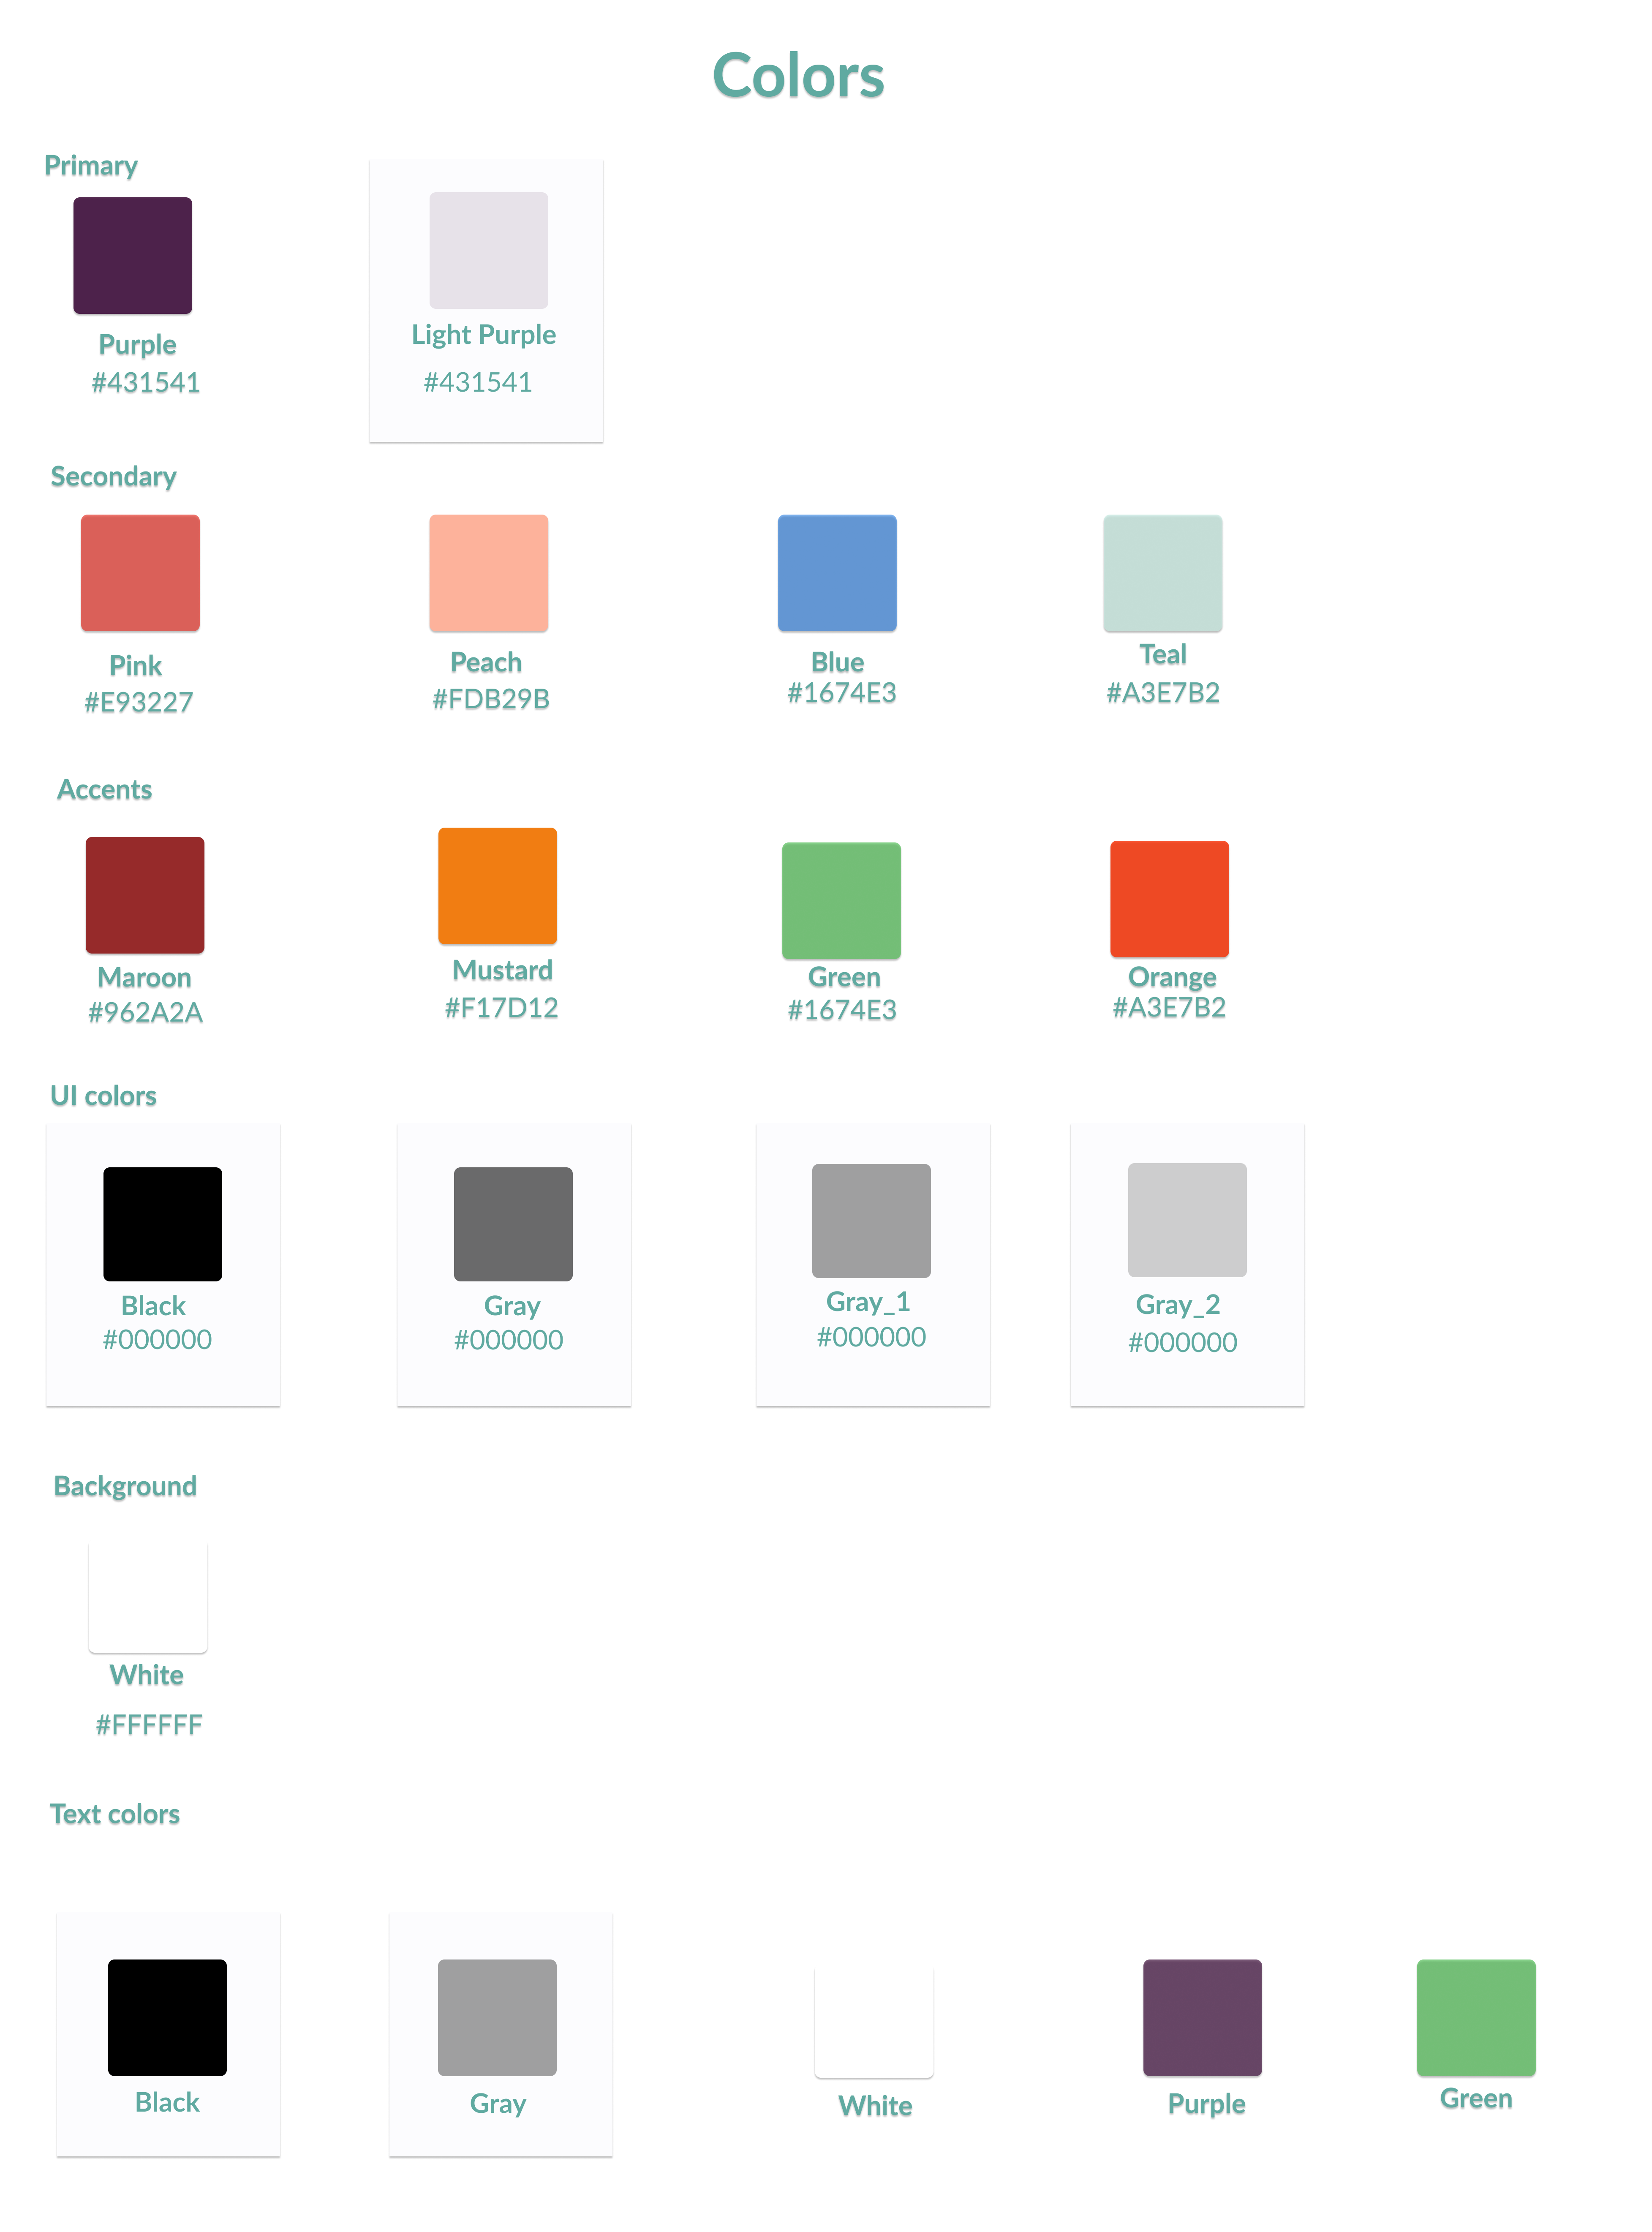 Colors
Primary
Purple
#431541
Light Purple
#431541
Secondary
Pink
#E93227
Peach
#FDB29B
Blue
#1674E3
Teal
#A3E7B2
Accents
Maroon
#962A2A
Mustard
#F17D12
Green
#1674E3
Orange
#A3E7B2
UI colors
Black
#000000
Gray
#000000
Gray_1
#000000
Gray_2
#000000
Background
White
#FFFFFF
Text colors
Black
Gray
White
Purple
Green